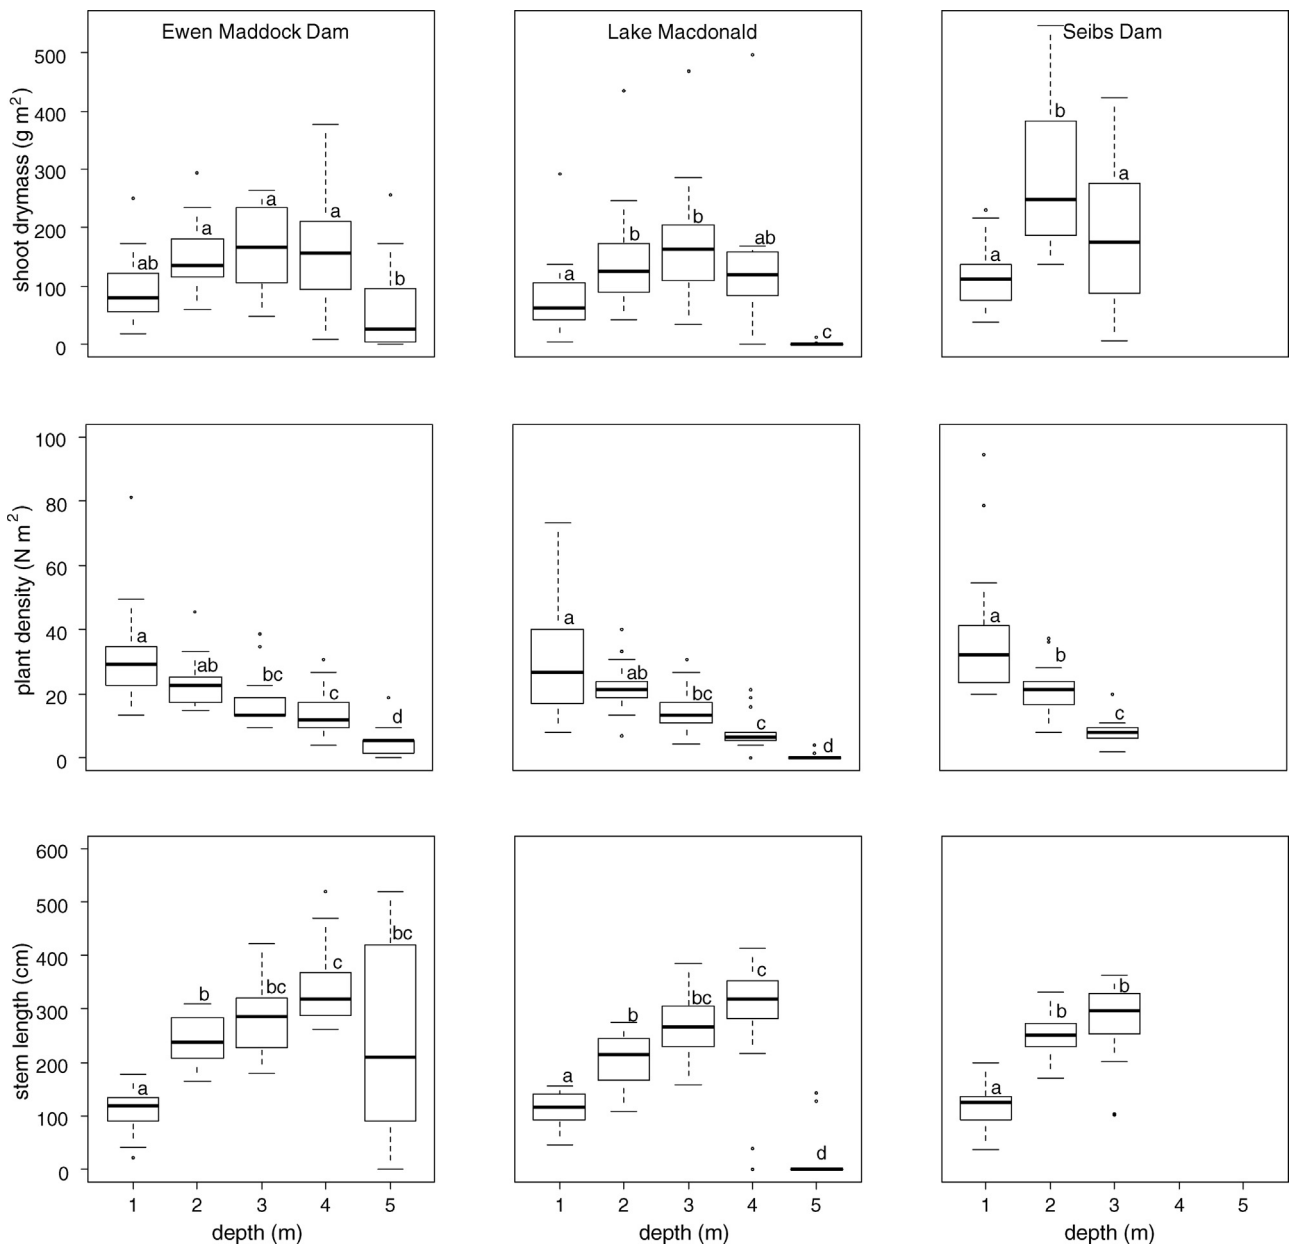 Ewen Maddock Dam
Lake Macdonald
Seibs Dam
shoot drymass (g m²)
500
400
300
200
100
0
ab
a
a
a
b
a
b
b
ab
c
a
b
a
plant density (N m²)
100
80
60
40
20
0
a
ab
bc
c
d
a
ab
bc
c
d
a
b
c
stem length (cm)
600
500
400
300
200
100
0
a
b
bc
c
bc
a
b
bc
c
d
a
b
b
1 2 3 4 5
1 2 3 4 5
1 2 3 4 5
depth (m)
depth (m)
depth (m)